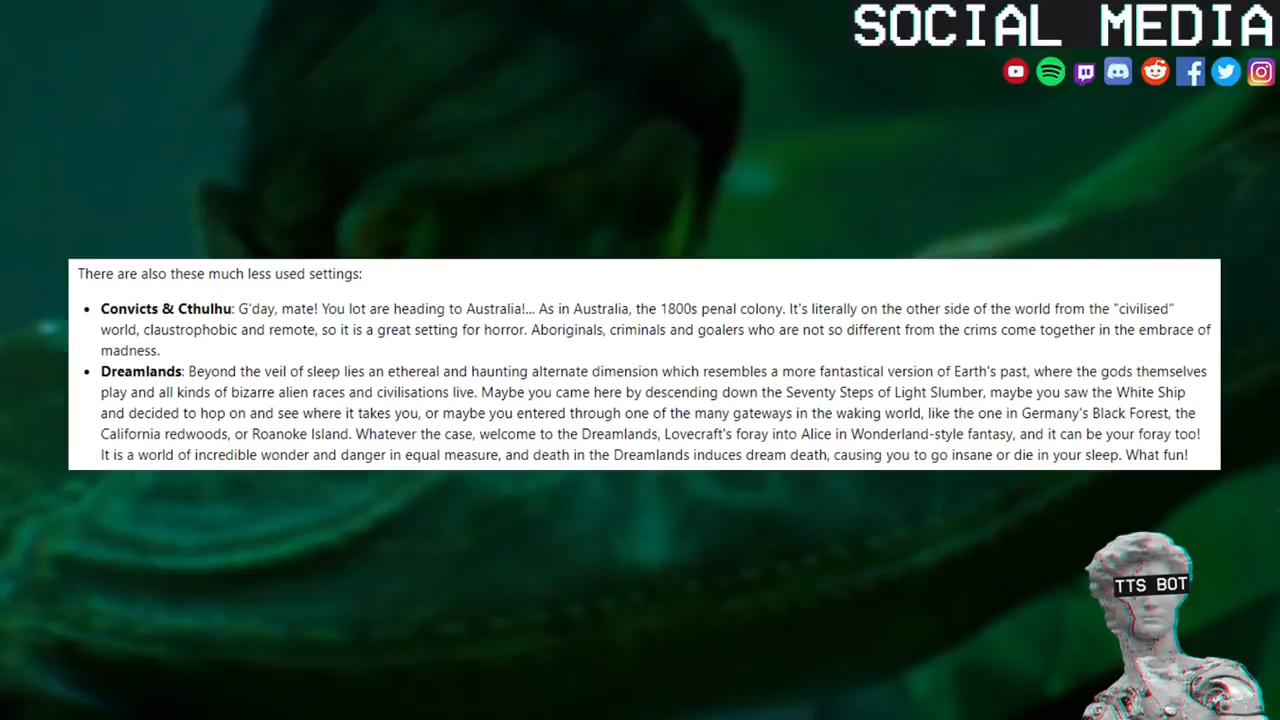 SOCIAL MEDIA
There are also these much less used settings:
Convicts & Cthulhu: G'day, mate! You lot are heading to Australia!... As in Australia, the 1800s penal colony. It's literally on the other side of the world from the "civilised"
world, claustrophobic and remote, so it is a great setting for horror. Aboriginals, criminals and goalers who are not so different from the crims come together in the embrace of
madness.
Dreamlands: Beyond the veil of sleep lies an ethereal and haunting alternate dimension which resembles a more fantastical version of Earth's past, where the gods themselves
play and all kinds of bizarre alien races and civilisations live. Maybe you came here by descending down the Seventy Steps of Light Slumber, maybe you saw the White Ship
and decided to hop on and see where it takes you, or maybe you entered through one of the many gateways in the waking world, like the one in Germany's Black Forest, the
California redwoods, or Roanoke Island. Whatever the case, welcome to the Dreamlands, Lovecraft's foray into Alice in Wonderland-style fantasy, and it can be your foray too!
It is a world of incredible wonder and danger in equal measure, and death in the Dreamlands induces dream death, causing you to go insane or die in your sleep. What fun!
TTS BOT